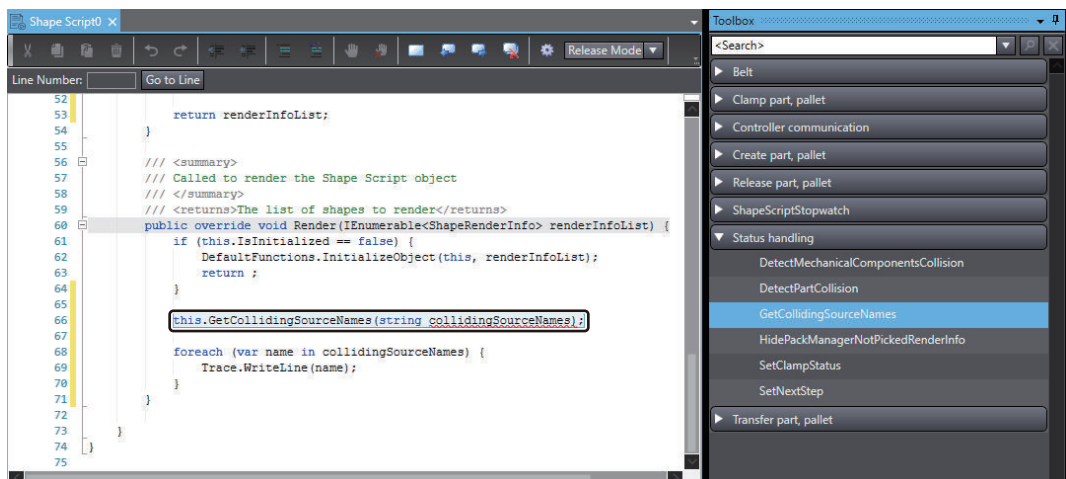 Shape Script0
Release Mode
Line Number:
Go to Line
52
53 return renderInfoList;
54 }
55
56 /// <summary>
57 /// Called to render the Shape Script object
58 /// </summary>
59 /// <returns>The list of shapes to render</returns>
60 public override void Render(IEnumerable<ShapeRenderInfo> renderInfoList) {
61 if (this.IsInitialized == false) {
62 DefaultFunctions.InitializeObject(this, renderInfoList);
63 return ;
64 }
65
66 this.GetCollidingSourceNames(string collidingSourceNames);
67
68 foreach (var name in collidingSourceNames) {
69 Trace.WriteLine(name);
70 }
71 }
72
73 }
74 }
75
Toolbox
<Search>
Belt
Clamp part, pallet
Controller communication
Create part, pallet
Release part, pallet
ShapeScriptStopwatch
Status handling
DetectMechanicalComponentsCollision
DetectPartCollision
GetCollidingSourceNames
HidePackManagerNotPickedRenderInfo
SetClampStatus
SetNextStep
Transfer part, pallet